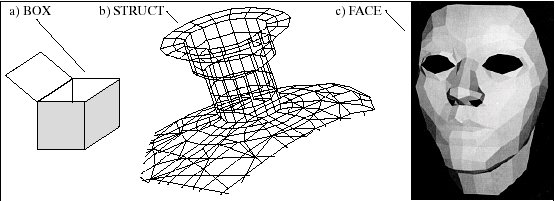 a) BOX
b) STRUCT
c) FACE